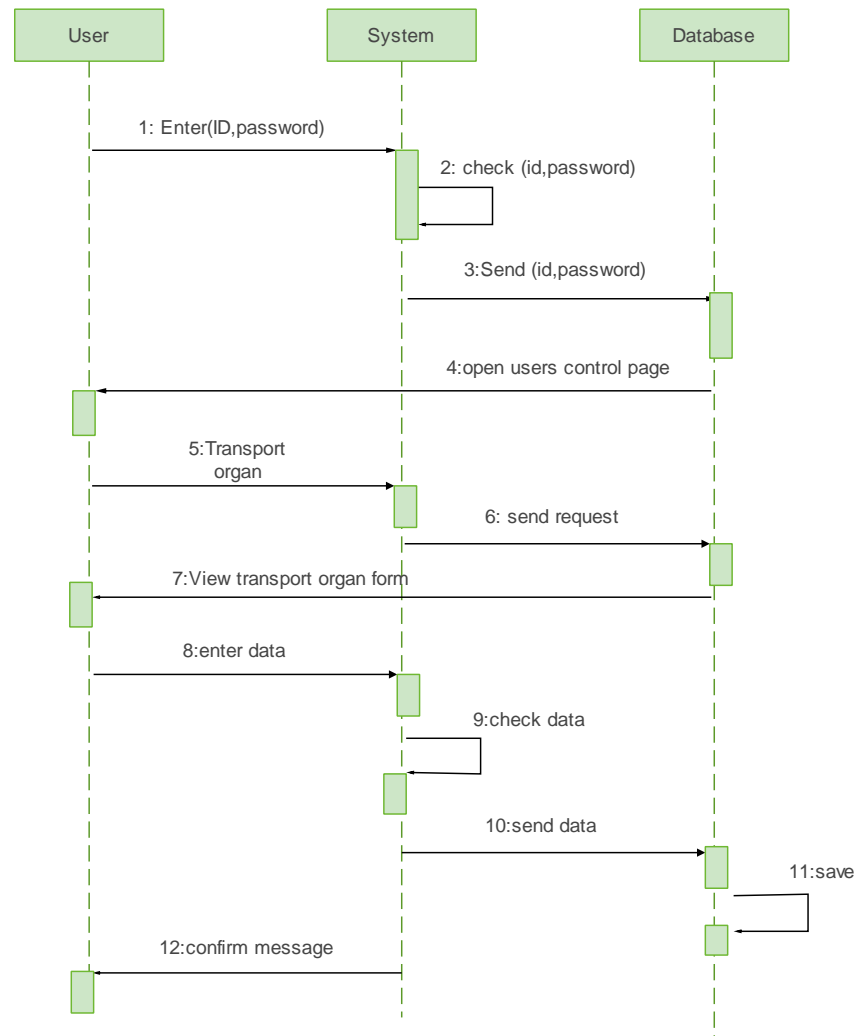 User
System
Database
1: Enter(ID,password)
2: check (id,password)
3:Send (id,password)
4:open users control page
5:Transport
organ
6: send request
7:View transport organ form
8:enter data
9:check data
10:send data
11:save
12:confirm message